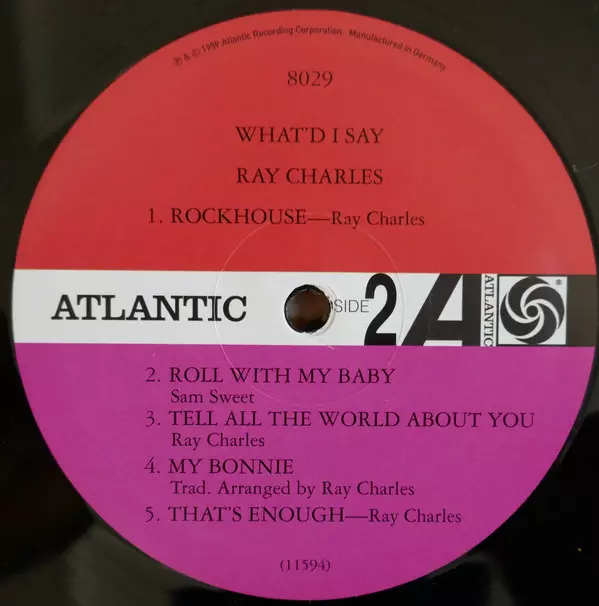 ℗ & © 1959 Atlantic Recording Corporation Manufactured in Germany
8029
WHAT'D I SAY
RAY CHARLES
1. ROCKHOUSE—Ray Charles
ATLANTIC
SIDE 2
A
ATLANTIC
®
2. ROLL WITH MY BABY
Sam Sweet
3. TELL ALL THE WORLD ABOUT YOU
Ray Charles
4. MY BONNIE
Trad. Arranged by Ray Charles
5. THAT'S ENOUGH—Ray Charles
(11594)